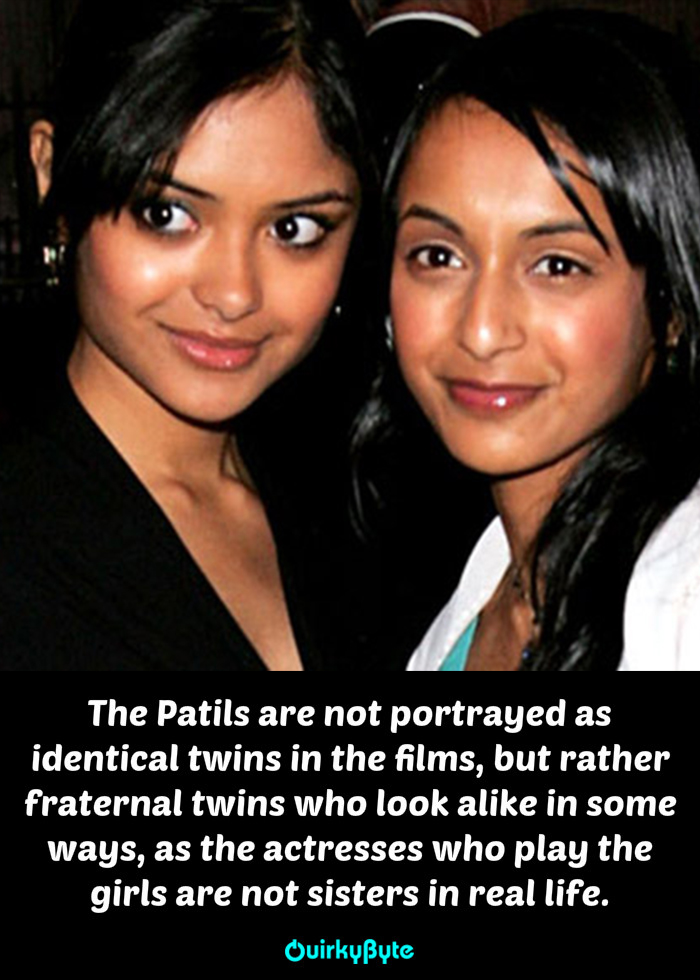 The Patils are not portrayed as
identical twins in the films, but rather
fraternal twins who look alike in some
ways, as the actresses who play the
girls are not sisters in real life.
QuirkyByte